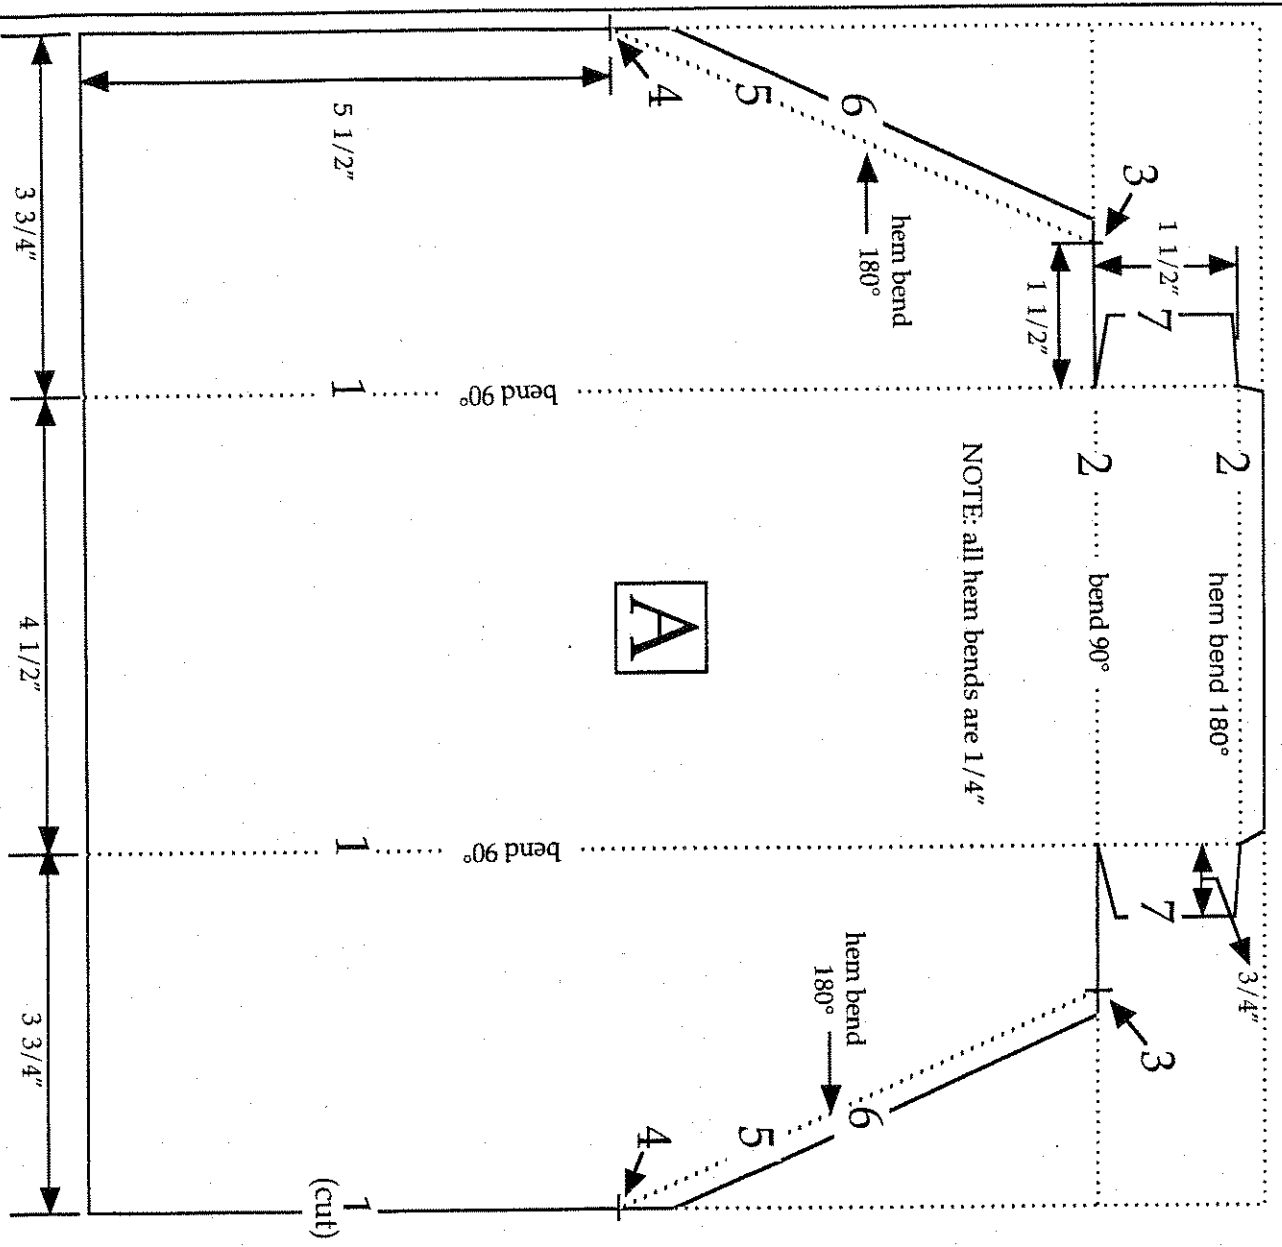 3 3/4"
4 1/2"
3 3/4"
5 1/2"
1
bend 90°
1
bend 90°
1
(cut)
A
4
5
6
hem bend
180°
3
1 1/2"
1 1/2"
7
2
2
hem bend 180°
bend 90°
NOTE: all hem bends are 1/4"
7
3/4"
3
hem bend
180°
6
5
4